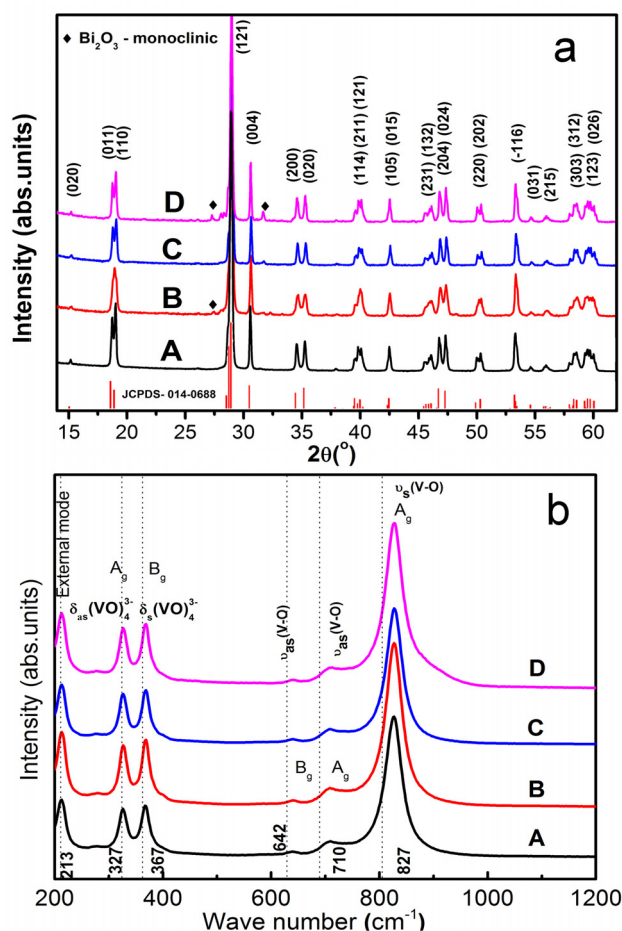 ♦ Bi2O3 - monoclinic
a
(121)
(020)
(011)
(110)
(004)
(200)
(020)
(114) (211) (121)
(105) (015)
(231) (132)
(204) (024)
(220) (202)
(-116)
(031)
(215)
(303) (312)
(123) (026)
D
C
B
A
JCPDS- 014-0688
Intensity (abs.units)
15 20 25 30 35 40 45 50 55 60
2θ(°)
b
External mode
Ag
Bg
δas(VO)4 3-
δs(VO)4 3-
υas(V-O)
υas(V-O)
υs(V-O)
Ag
D
C
B
A
Bg
Ag
213
327
367
642
710
827
Intensity (abs.units)
200 400 600 800 1000 1200
Wave number (cm-1)